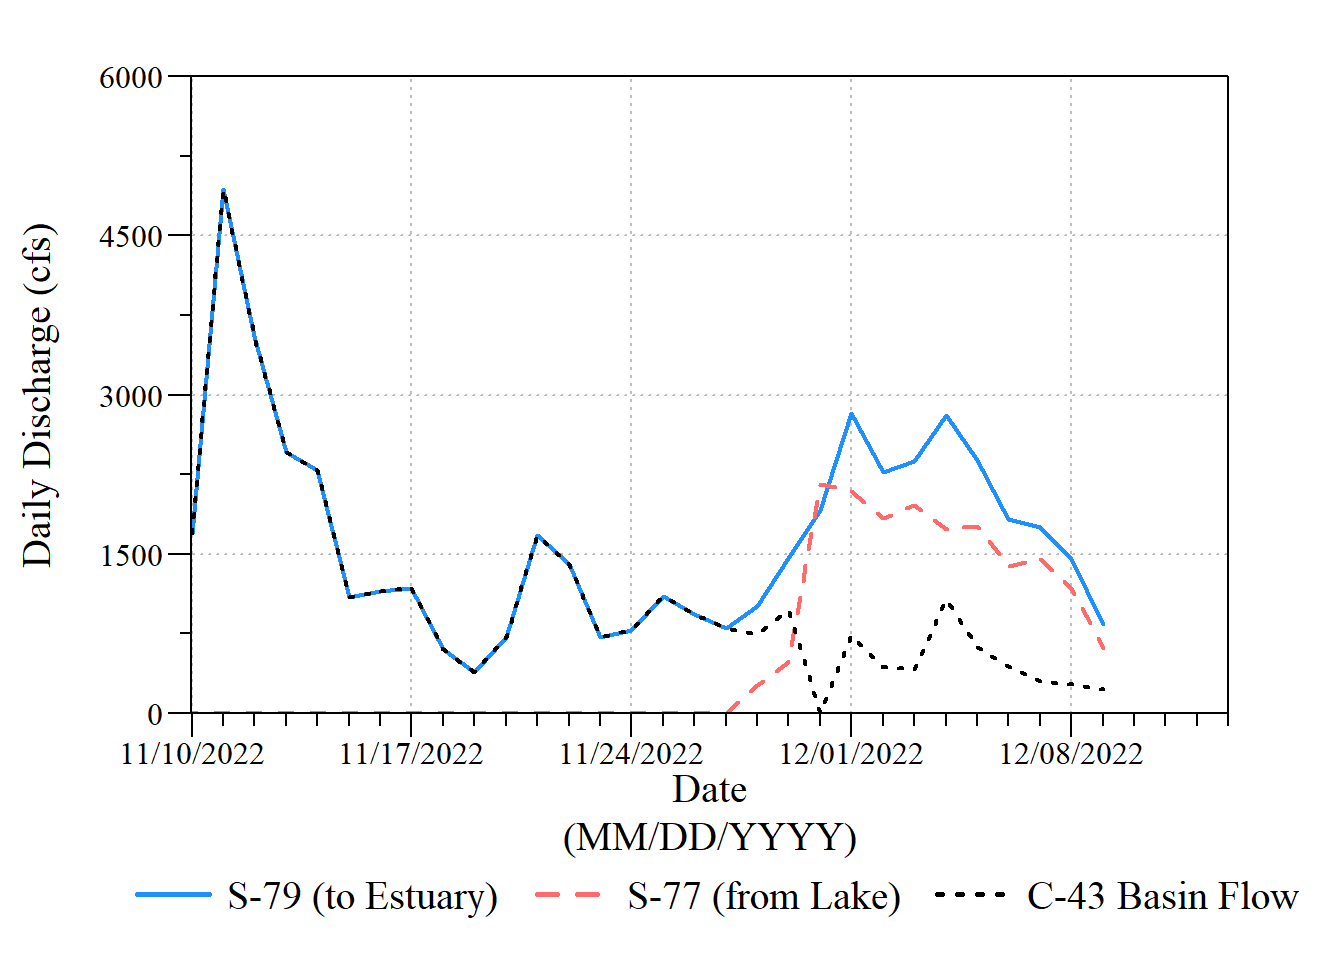 6000
4500
3000
1500
0
Daily Discharge (cfs)
11/10/2022 11/17/2022 11/24/2022 12/01/2022 12/08/2022
Date
(MM/DD/YYYY)
S-79 (to Estuary) S-77 (from Lake) C-43 Basin Flow